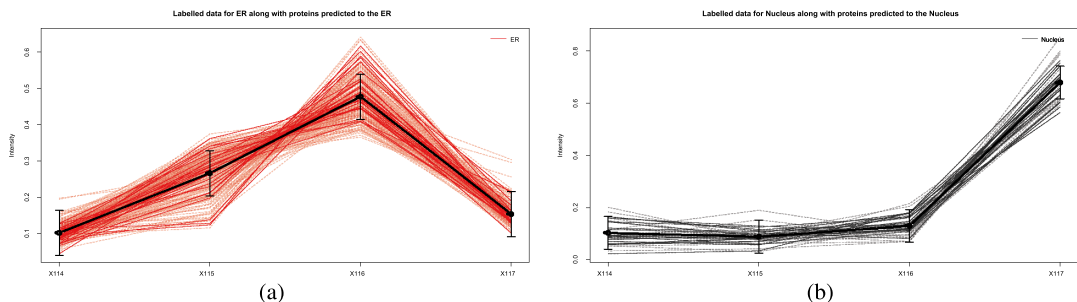 Labelled data for ER along with proteins predicted to the ER
ER
Intensity
0.6
0.5
0.4
0.3
0.2
0.1
X114 X115 X116 X117
(a)
Labelled data for Nucleus along with proteins predicted to the Nucleus
Nucleus
Intensity
0.8
0.6
0.4
0.2
0.0
X114 X115 X116 X117
(b)